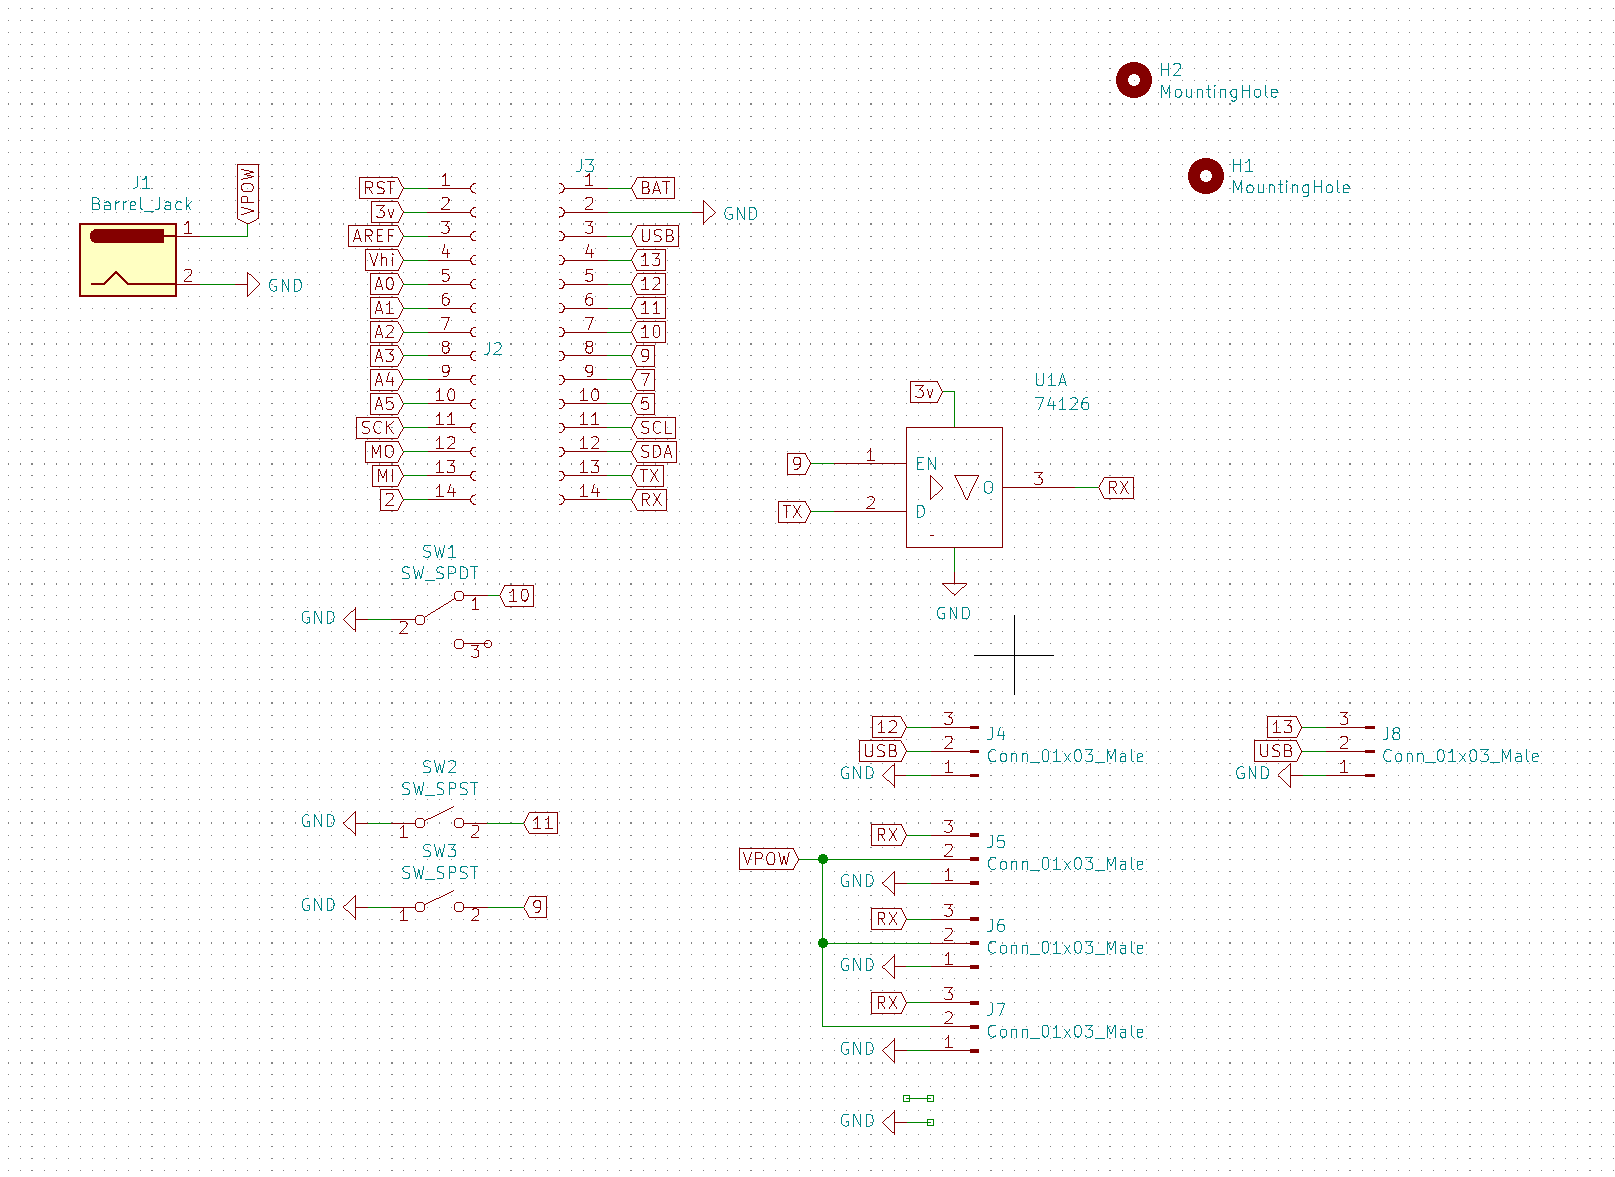 H2
MountingHole
H1
MountingHole
J1
Barrel_Jack
VPOW
1
2
GND
J3
RST 1 1 BAT
3v 2 2 GND
AREF 3 3 USB
Vhi 4 4 13
A0 5 5 12
A1 6 6 11
A2 7 7 10
A3 8 J2 8 9
A4 9 9 7
A5 10 10 5
SCK 11 11 SCL
MO 12 12 SDA
MI 13 13 TX
2 14 14 RX
U1A
74126
3v
9 1 EN
3 RX
O
TX 2 D
-
GND
SW1
SW_SPDT
1 10
GND 2
3
SW2
SW_SPST
GND 1 2 11
SW3
SW_SPST
GND 1 2 9
12 3 J4
USB 2 Conn_01x03_Male
GND 1
13 3 J8
USB 2 Conn_01x03_Male
GND 1
RX 3 J5
VPOW 2 Conn_01x03_Male
GND 1
RX 3 J6
2 Conn_01x03_Male
GND 1
RX 3 J7
2 Conn_01x03_Male
GND 1
GND